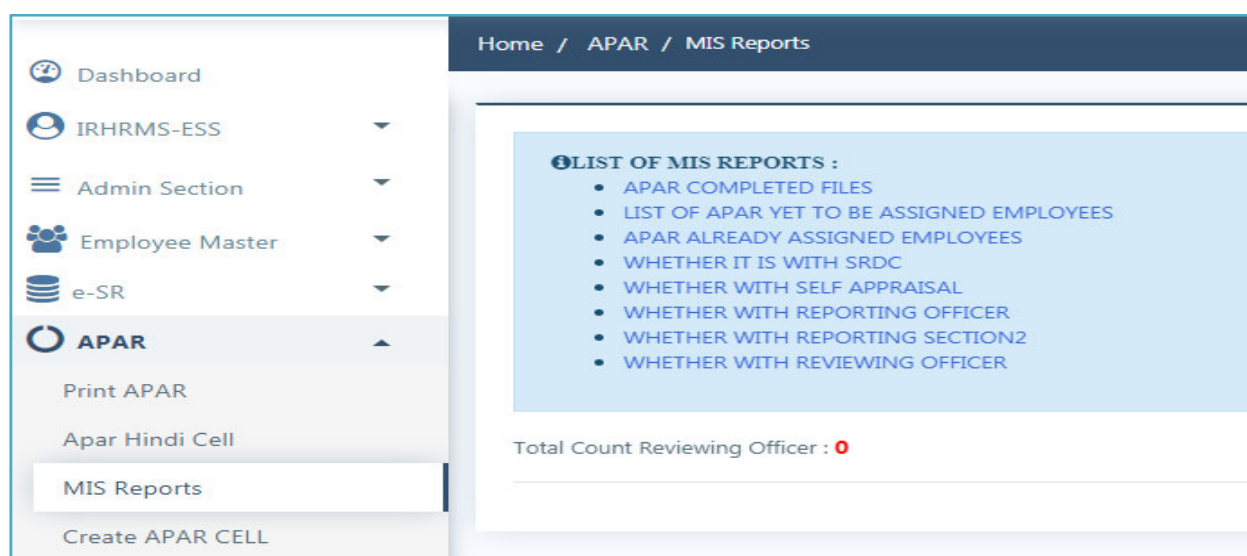 Home / APAR / MIS Reports
Dashboard
IRHRMS-ESS
Admin Section
Employee Master
e-SR
APAR
Print APAR
Apar Hindi Cell
MIS Reports
Create APAR CELL
LIST OF MIS REPORTS :
• APAR COMPLETED FILES
• LIST OF APAR YET TO BE ASSIGNED EMPLOYEES
• APAR ALREADY ASSIGNED EMPLOYEES
• WHETHER IT IS WITH SRDC
• WHETHER WITH SELF APPRAISAL
• WHETHER WITH REPORTING OFFICER
• WHETHER WITH REPORTING SECTION2
• WHETHER WITH REVIEWING OFFICER
Total Count Reviewing Officer : 0